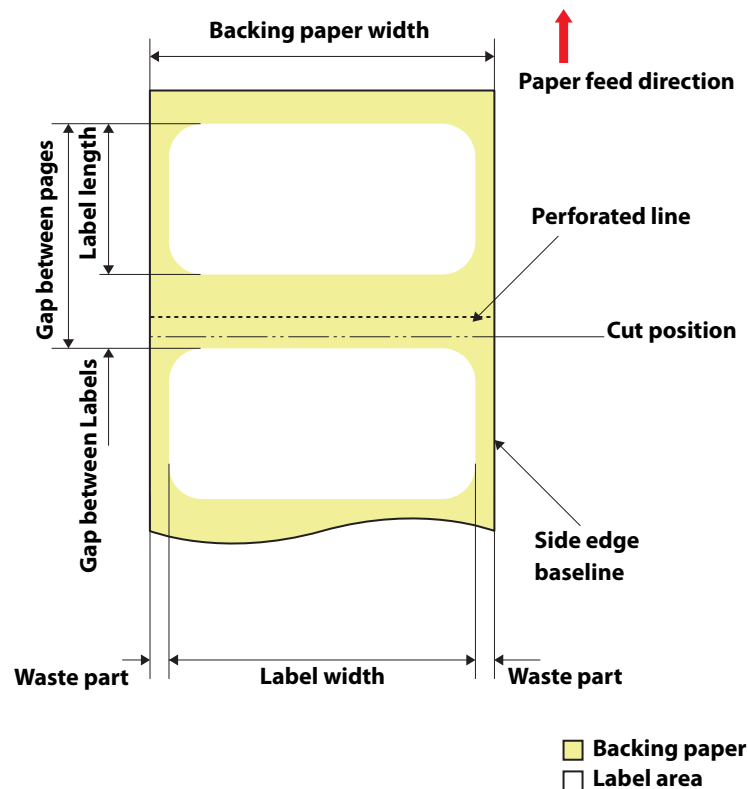 Backing paper width
Paper feed direction
Gap between pages
Label length
Perforated line
Cut position
Gap between Labels
Side edge
baseline
Waste part
Label width
Waste part
Backing paper
Label area